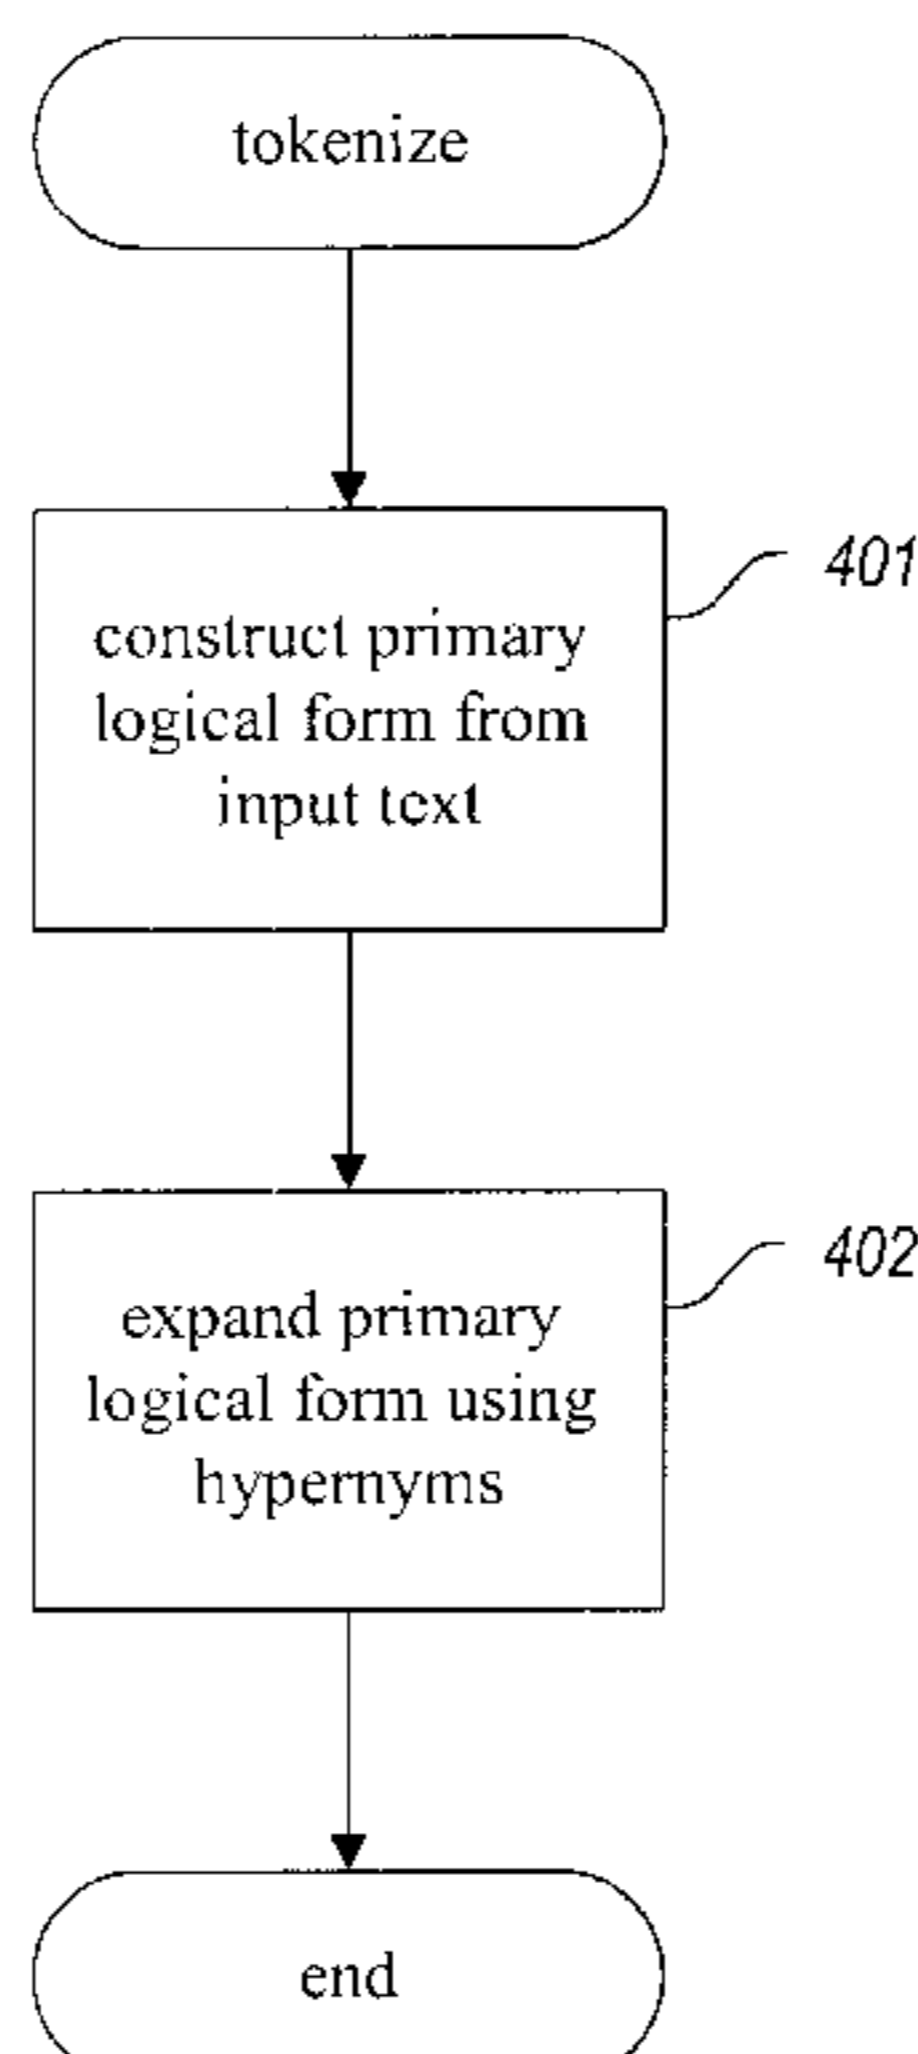 tokenize
401
construct primary
logical form from
input text
402
expand primary
logical form using
hypernyms
end